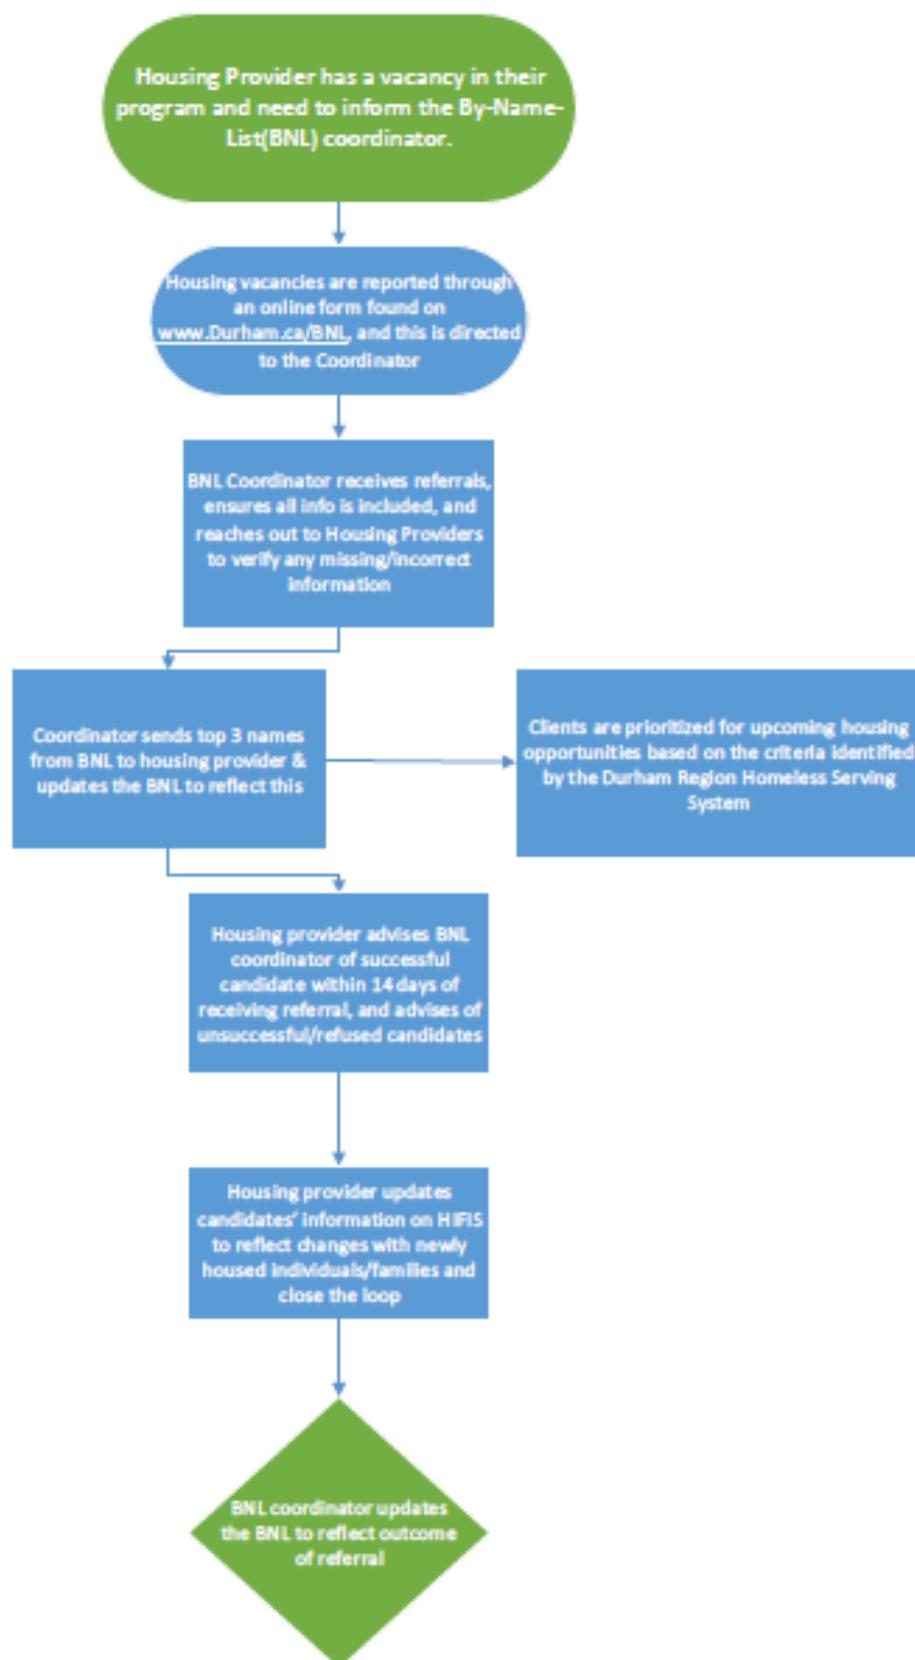 Housing Provider has a vacancy in their
program and need to inform the By-Name-
List(BNL) coordinator.
Housing vacancies are reported through
an online form found on
www.Durham.ca/BNL, and this is directed
to the Coordinator
BNL Coordinator receives referrals,
ensures all info is included, and
reaches out to Housing Providers
to verify any missing/incorrect
information
Coordinator sends top 3 names
from BNL to housing provider &
updates the BNL to reflect this
Clients are prioritized for upcoming housing
opportunities based on the criteria identified
by the Durham Region Homeless Serving
System
Housing provider advises BNL
coordinator of successful
candidate within 14 days of
receiving referral, and advises of
unsuccessful/refused candidates
Housing provider updates
candidates' information on HIFIS
to reflect changes with newly
housed individuals/families and
close the loop
BNL coordinator updates
the BNL to reflect outcome
of referral